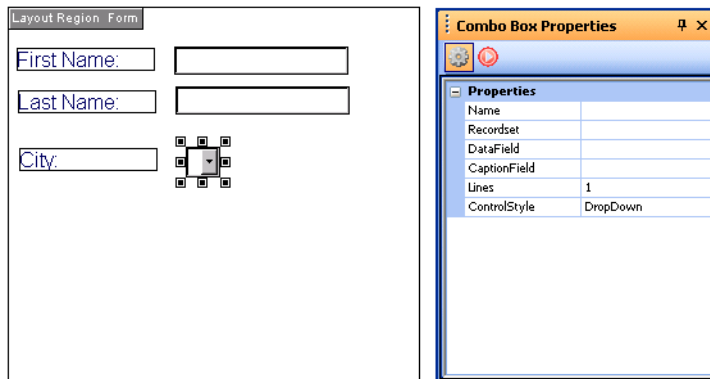 Layout Region Form
First Name:
Last Name:
City:
Combo Box Properties
Properties
Name
Recordset
DataField
CaptionField
Lines 1
ControlStyle DropDown